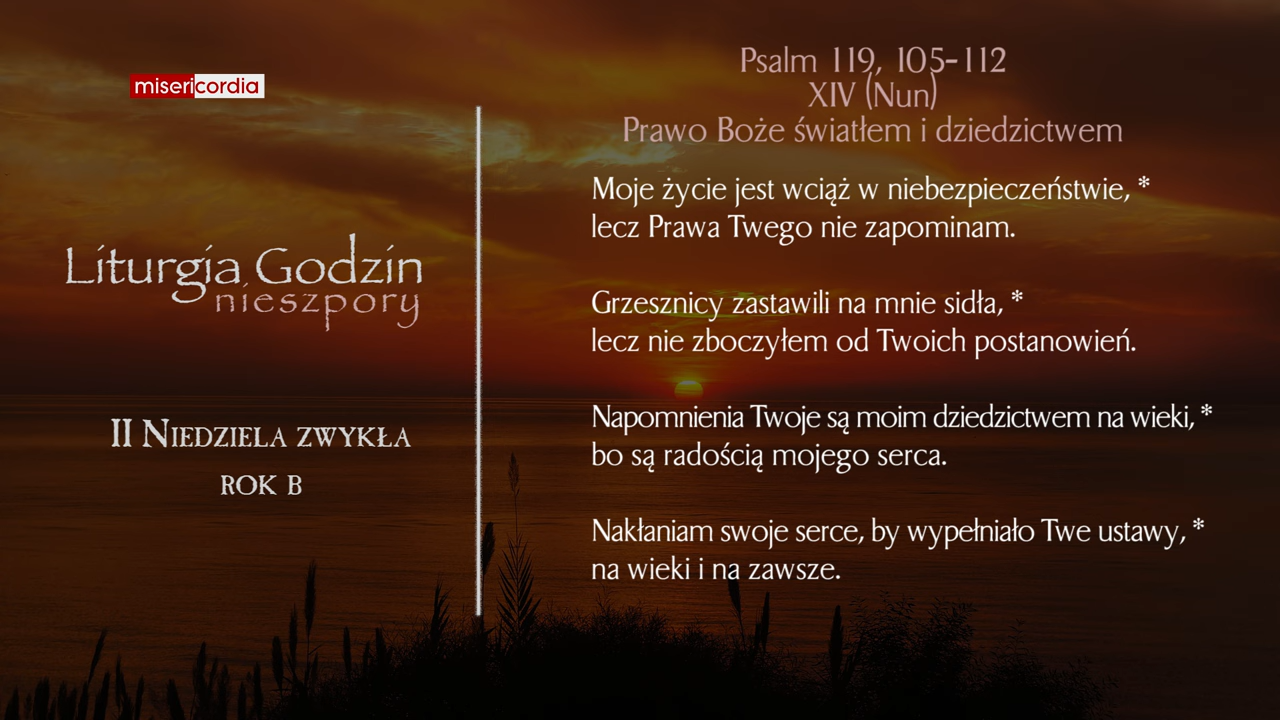 misericordia
Liturgia Godzin
nieszpory
II Niedziela zwykła
rok B
Psalm 119, 105-112
XIV (Nun)
Prawo Boże światłem i dziedzictwem
Moje życie jest wciąż w niebezpieczeństwie, *
lecz Prawa Twego nie zapominam.
Grzesznicy zastawili na mnie sidła, *
lecz nie zboczyłem od Twoich postanowień.
Napomnienia Twoje są moim dziedzictwem na wieki, *
bo są radością mojego serca.
Nakłaniam swoje serce, by wypełniało Twe ustawy, *
na wieki i na zawsze.